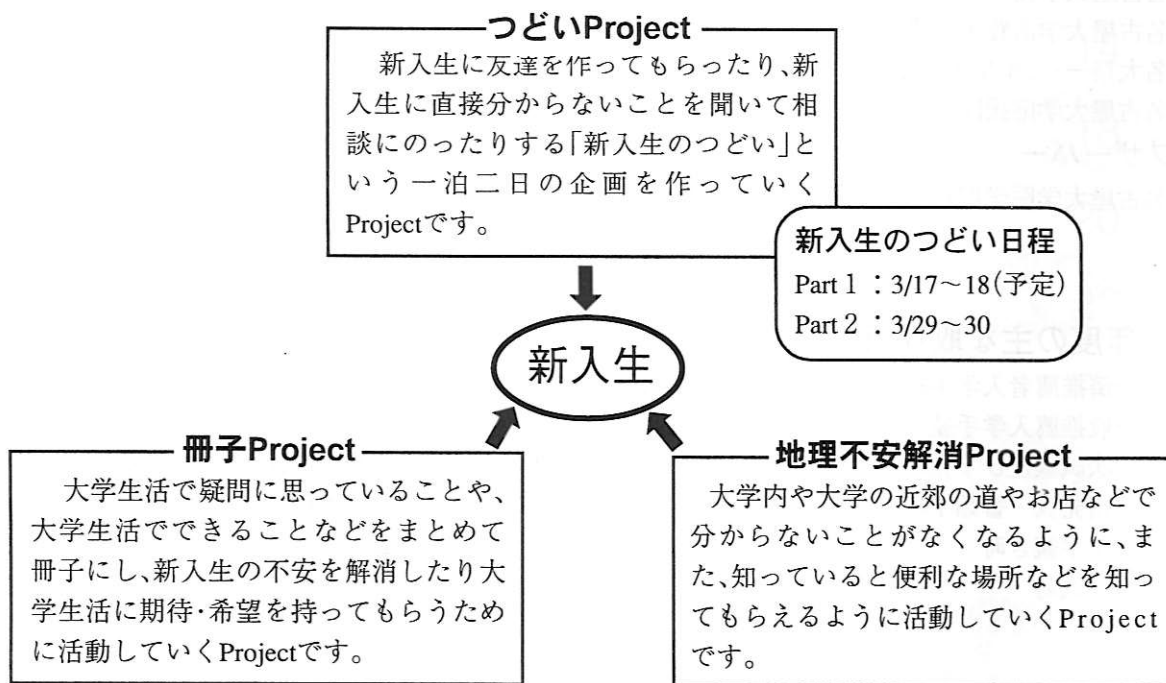 つどいProject
新入生に友達を作ってもらったり、新
入生に直接分からないことを聞いて相
談にのったりする「新入生のつどい」と
いう一泊二日の企画を作っていく
Projectです。
新入生のつどい日程
Part 1 ：3/17～18(予定)
Part 2 ：3/29～30
新入生
冊子Project
大学生活で疑問に思っていることや、
大学生活でできることなどをまとめて
冊子にし、新入生の不安を解消したり大
学生活に期待・希望を持ってもらうため
に活動していくProjectです。
地理不安解消Project
大学内や大学の近郊の道やお店などで
分からないことがなくなるように、ま
た、知っていると便利な場所などを知っ
てもらえるように活動していくProject
です。